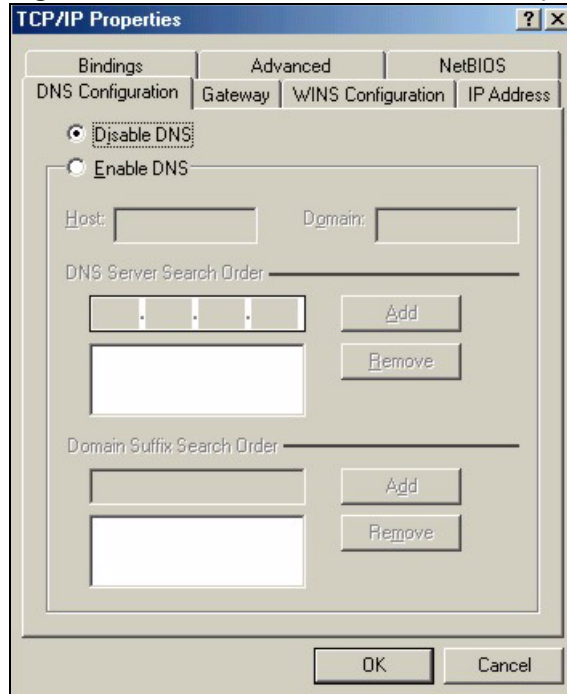 TCP/IP Properties
Bindings Advanced NetBIOS
DNS Configuration Gateway WINS Configuration IP Address
Disable DNS
Enable DNS
Host: Domain:
DNS Server Search Order
. . . Add
Remove
Domain Suffix Search Order
Add
Remove
OK Cancel